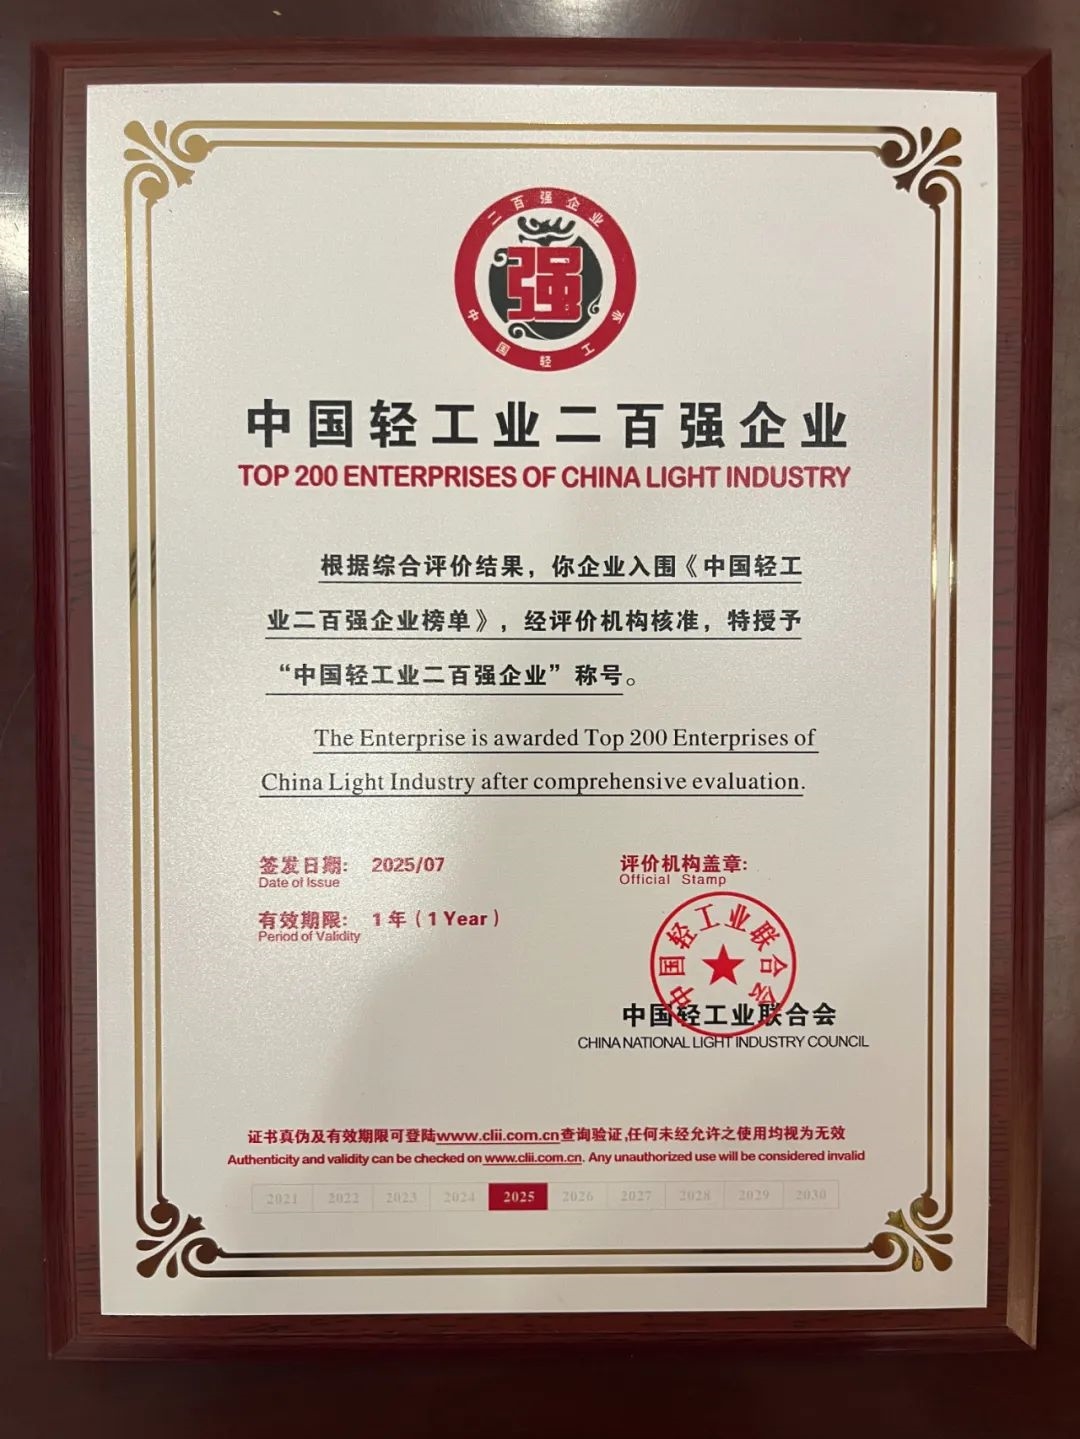 二百强企业
强
中国轻工业
中国轻工业二百强企业
TOP 200 ENTERPRISES OF CHINA LIGHT INDUSTRY
根据综合评价结果，你企业入围《中国轻工
业二百强企业榜单》，经评价机构核准，特授予
“中国轻工业二百强企业”称号。
The Enterprise is awarded Top 200 Enterprises of
China Light Industry after comprehensive evaluation.
签发日期: 2025/07
Date of Issue
有效期限: 1 年（1 Year）
Period of Validity
评价机构盖章:
Official Stamp
中国轻工业联合会
中国轻工业联合会
CHINA NATIONAL LIGHT INDUSTRY COUNCIL
证书真伪及有效期限可登陆www.clii.com.cn查询验证,任何未经允许之使用均视为无效
Authenticity and validity can be checked on www.clii.com.cn. Any unauthorized use will be considered invalid
2021 2022 2023 2024 2025 2026 2027 2028 2029 2030